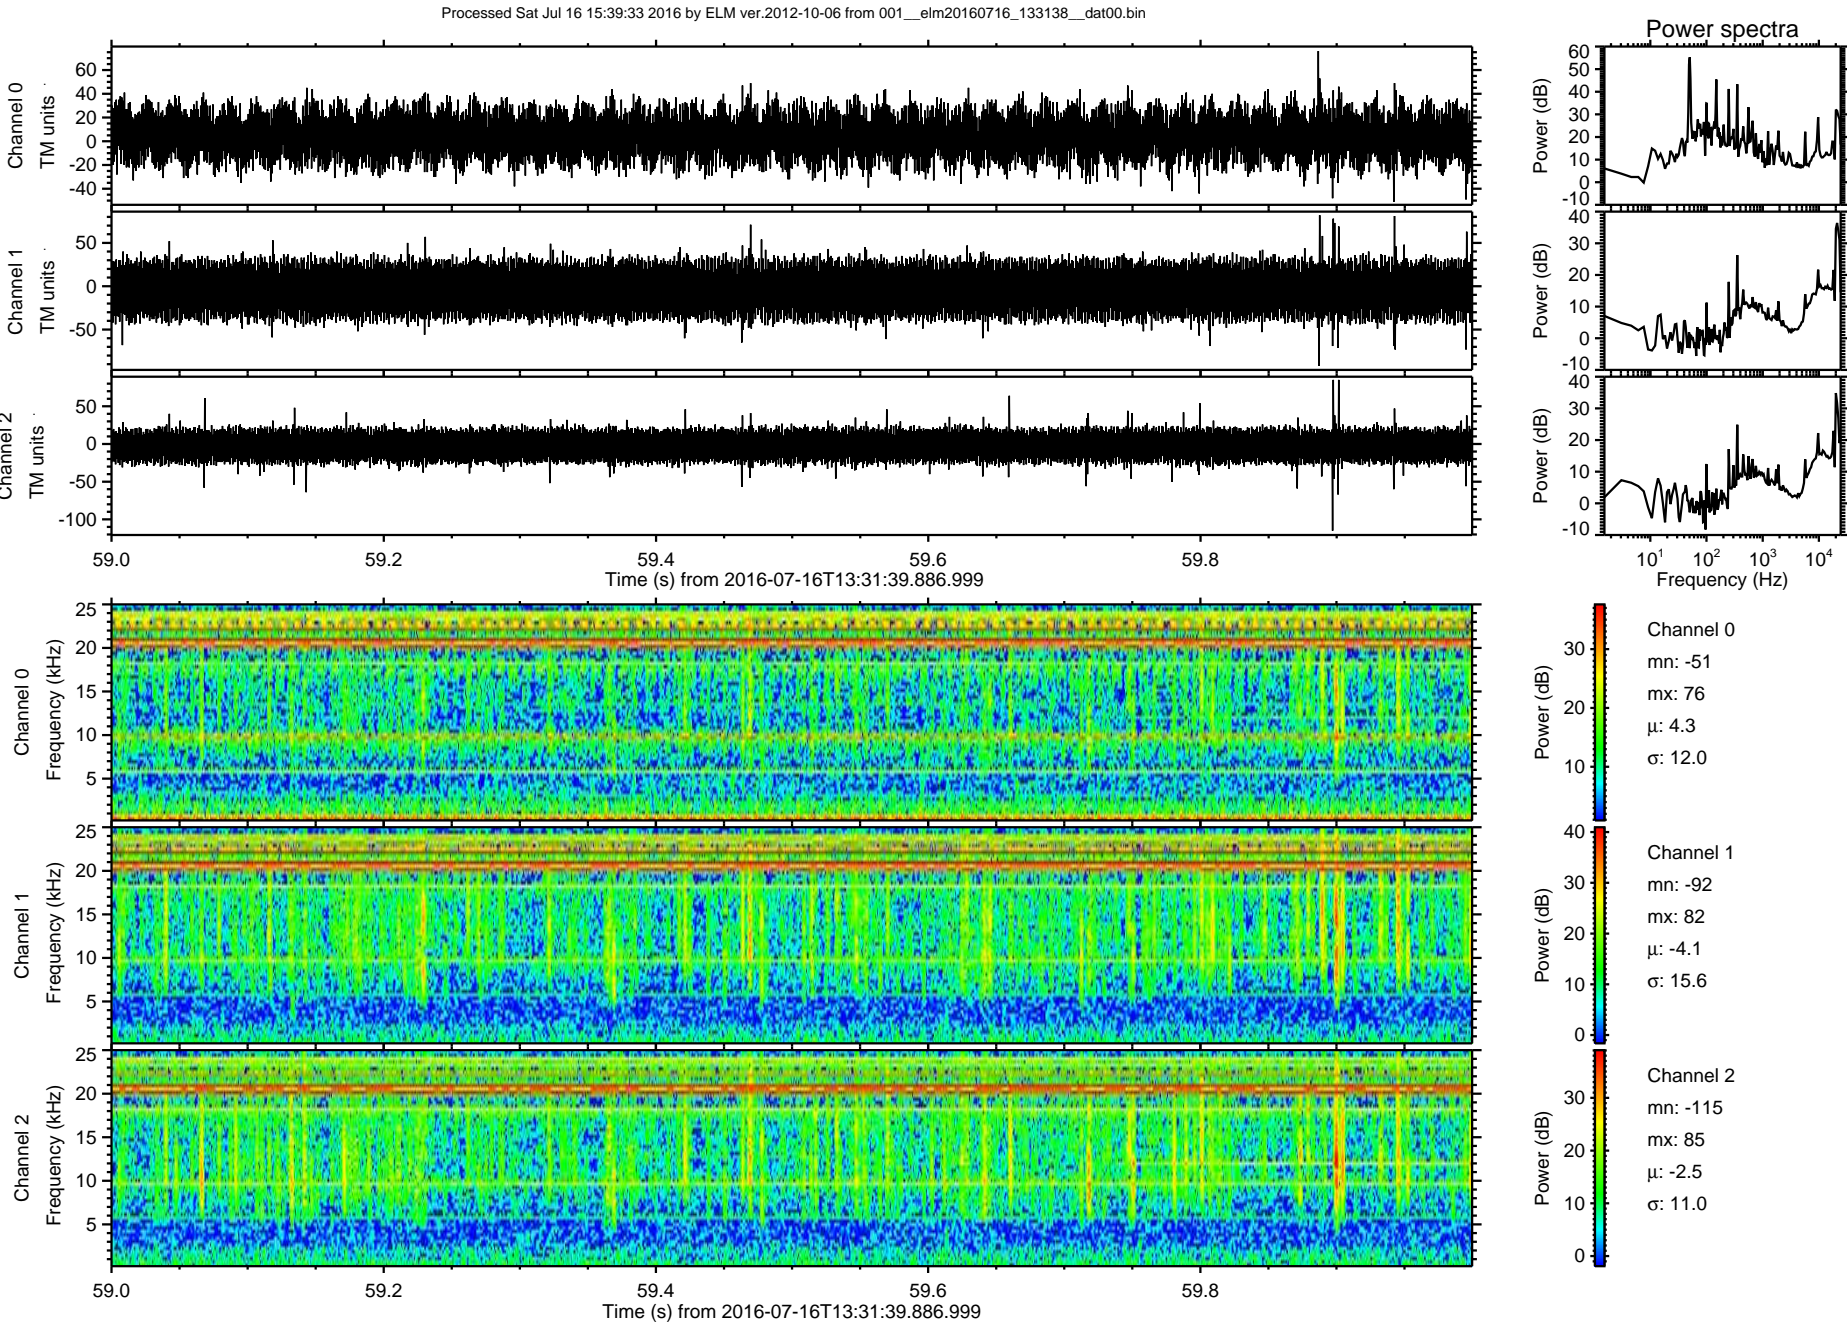 Processed Sat Jul 16 15:39:33 2016 by ELM ver.2012-10-06 from 001__elm20160716_133138__dat00.bin
Power spectra
Channel 0
TM units
60
40
20
0
-20
-40
Power (dB)
60
50
40
30
20
10
0
-10
Channel 1
TM units
50
0
-50
Power (dB)
40
30
20
10
0
-10
Channel 2
TM units
50
0
-50
-100
Power (dB)
40
30
20
10
0
-10
59.0 59.2 59.4 59.6 59.8
Time (s) from 2016-07-16T13:31:39.886.999
10^1 10^2 10^3 10^4
Frequency (Hz)
Channel 0
Frequency (kHz)
25
20
15
10
5
Power (dB)
30
20
10
Channel 0
mn: -51
mx: 76
μ: 4.3
σ: 12.0
Channel 1
Frequency (kHz)
25
20
15
10
5
Power (dB)
40
30
20
10
0
Channel 1
mn: -92
mx: 82
μ: -4.1
σ: 15.6
Channel 2
Frequency (kHz)
25
20
15
10
5
Power (dB)
30
20
10
0
Channel 2
mn: -115
mx: 85
μ: -2.5
σ: 11.0
59.0 59.2 59.4 59.6 59.8
Time (s) from 2016-07-16T13:31:39.886.999